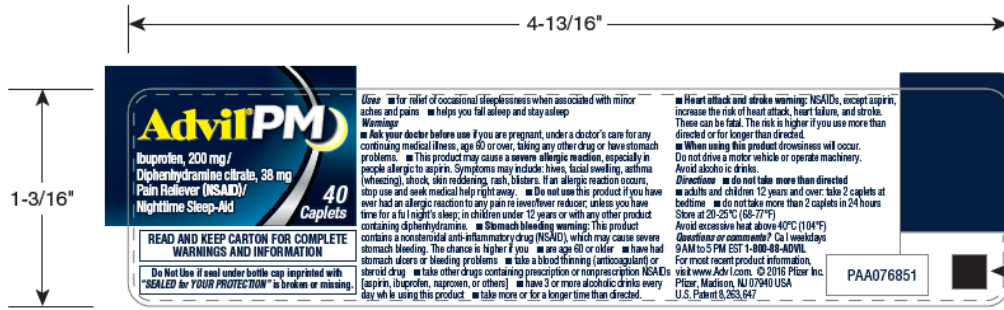 4-13/16"
1-3/16"
Advil® PM
Ibuprofen, 200 mg /
Diphenhydramine citrate, 38 mg
Pain Reliever (NSAID)/
Nighttime Sleep-Aid
40
Caplets
READ AND KEEP CARTON FOR COMPLETE
WARNINGS AND INFORMATION
Do Not Use if seal under bottle cap imprinted with
"SEALED for YOUR PROTECTION" is broken or missing.
Uses ■ for relief of occasional sleeplessness when associated with minor
aches and pains ■ helps you fall asleep and stay asleep
Warnings
■ Ask your doctor before use if you are pregnant, under a doctor's care for any
continuing medical illness, age 60 or over, taking any other drug or have stomach
problems. ■ This product may cause a severe allergic reaction, especially in
people allergic to aspirin. Symptoms may include: hives, facial swelling, asthma
(wheezing), shock, skin reddening, rash, blisters. If an allergic reaction occurs,
stop use and seek medical help right away. ■ Do not use this product if you have
ever had an allergic reaction to any pain re iever/fever reducer; unless you have
time for a fu l night's sleep; in children under 12 years or with any other product
containing diphenhydramine. ■ Stomach bleeding warning: This product
contains a nonsteroidal anti-inflammatory drug (NSAID), which may cause severe
stomach bleeding. The chance is higher if you ■ are age 60 or older ■ have had
stomach ulcers or bleeding problems ■ take a blood thinning (anticoagulant) or
steroid drug ■ take other drugs containing prescription or nonprescription NSAIDs
[aspirin, ibuprofen, naproxen, or others] ■ have 3 or more alcoholic drinks every
day while using this product ■ take more or for a longer time than directed.
■ Heart attack and stroke warning: NSAIDs, except aspirin,
increase the risk of heart attack, heart failure, and stroke.
These can be fatal. The risk is higher if you use more than
directed or for longer than directed.
■ When using this product drowsiness will occur.
Do not drive a motor vehicle or operate machinery.
Avoid alcoho ic drinks.
Directions ■ do not take more than directed
■ adults and children 12 years and over: take 2 caplets at
bedtime ■ do not take more than 2 caplets in 24 hours
Store at 20-25°C (68-77°F)
Avoid excessive heat above 40°C (104°F)
Questions or comments? Ca l weekdays
9 AM to 5 PM EST 1-800-88-ADVIL
For most recent product information,
visit www.Adv l.com. © 2016 Pfizer Inc.
Pfizer, Madison, NJ 07940 USA
U.S. Patent 8,263,647
PAA076851